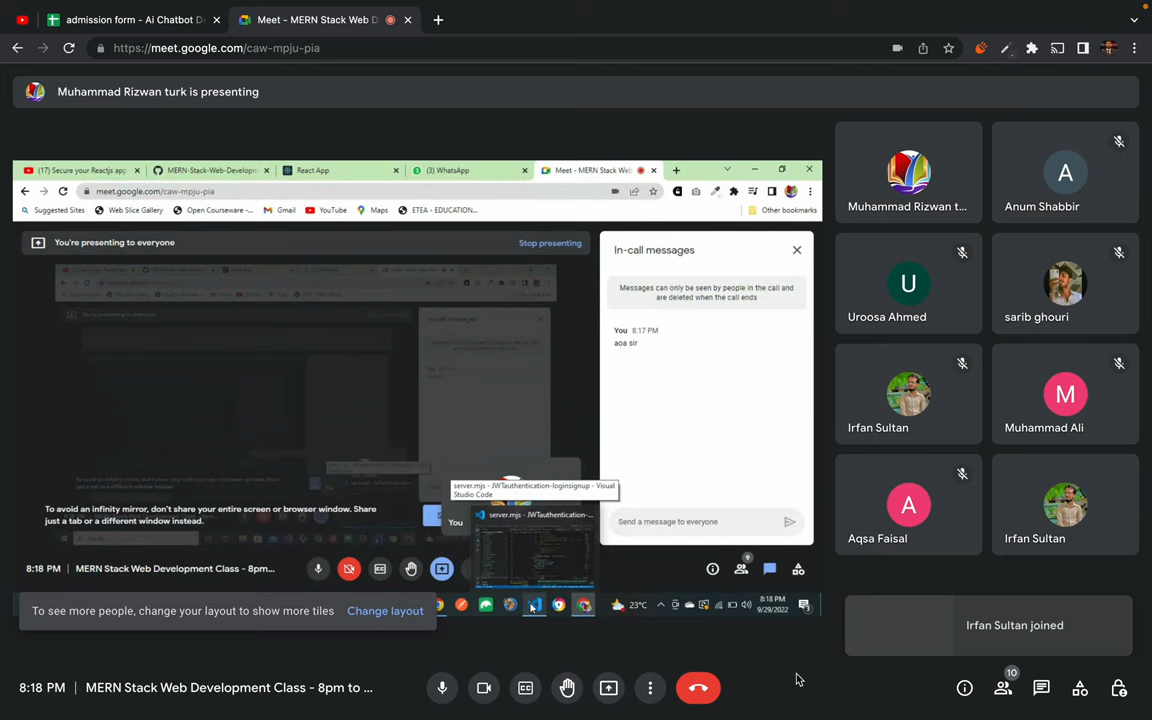 admission form - Ai Chatbot D
Meet - MERN Stack Web D
https://meet.google.com/caw-mpju-pia
Muhammad Rizwan turk is presenting
(17) Secure your Reactjs app
MERN-Stack-Web-Developm
React App
(3) WhatsApp
Meet - MERN Stack Web
meet.google.com/caw-mpju-pia
Suggested Sites
Web Slice Gallery
Open Courseware -...
Gmail
YouTube
Maps
ETEA - EDUCATION...
Other bookmarks
You're presenting to everyone
Stop presenting
In-call messages
Messages can only be seen by people in the call and
are deleted when the call ends
You 8:17 PM
aoa sir
server.mjs - JWTauthentication-loginsignup - Visual
Studio Code
To avoid an infinity mirror, don't share your entire screen or browser window. Share
just a tab or a different window instead.
You
server.mjs - JWTauthentication-...
Send a message to everyone
8:18 PM
MERN Stack Web Development Class - 8pm...
9
To see more people, change your layout to show more tiles
Change layout
23°C
8:18 PM
9/29/2022
Muhammad Rizwan t...
A
Anum Shabbir
U
Uroosa Ahmed
sarib ghouri
Irfan Sultan
M
Muhammad Ali
A
Aqsa Faisal
Irfan Sultan
Irfan Sultan joined
8:18 PM
MERN Stack Web Development Class - 8pm to ...
10